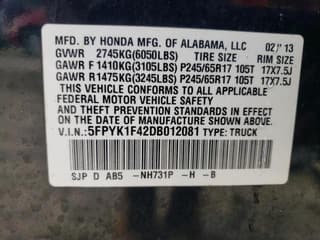 MFD. BY HONDA MFG. OF ALABAMA, LLC 02/'13
GVWR 2745KG(6050LBS) TIRE SIZE RIM SIZE
GAWR F1410KG(3105LBS) P245/65R17 105T 17X7.5J
GAWR R1475KG(3245LBS) P245/65R17 105T 17X7.5J
THIS VEHICLE CONFORMS TO ALL APPLICABLE
FEDERAL MOTOR VEHICLE SAFETY AND THEFT
PREVENTION STANDARDS IN EFFECT ON THE DATE
OF MANUFACTURE SHOWN ABOVE.
V.I.N.: 5FPYK1F42DB012081 TYPE: TRUCK
SJP D AB5 -NH731P -H -B